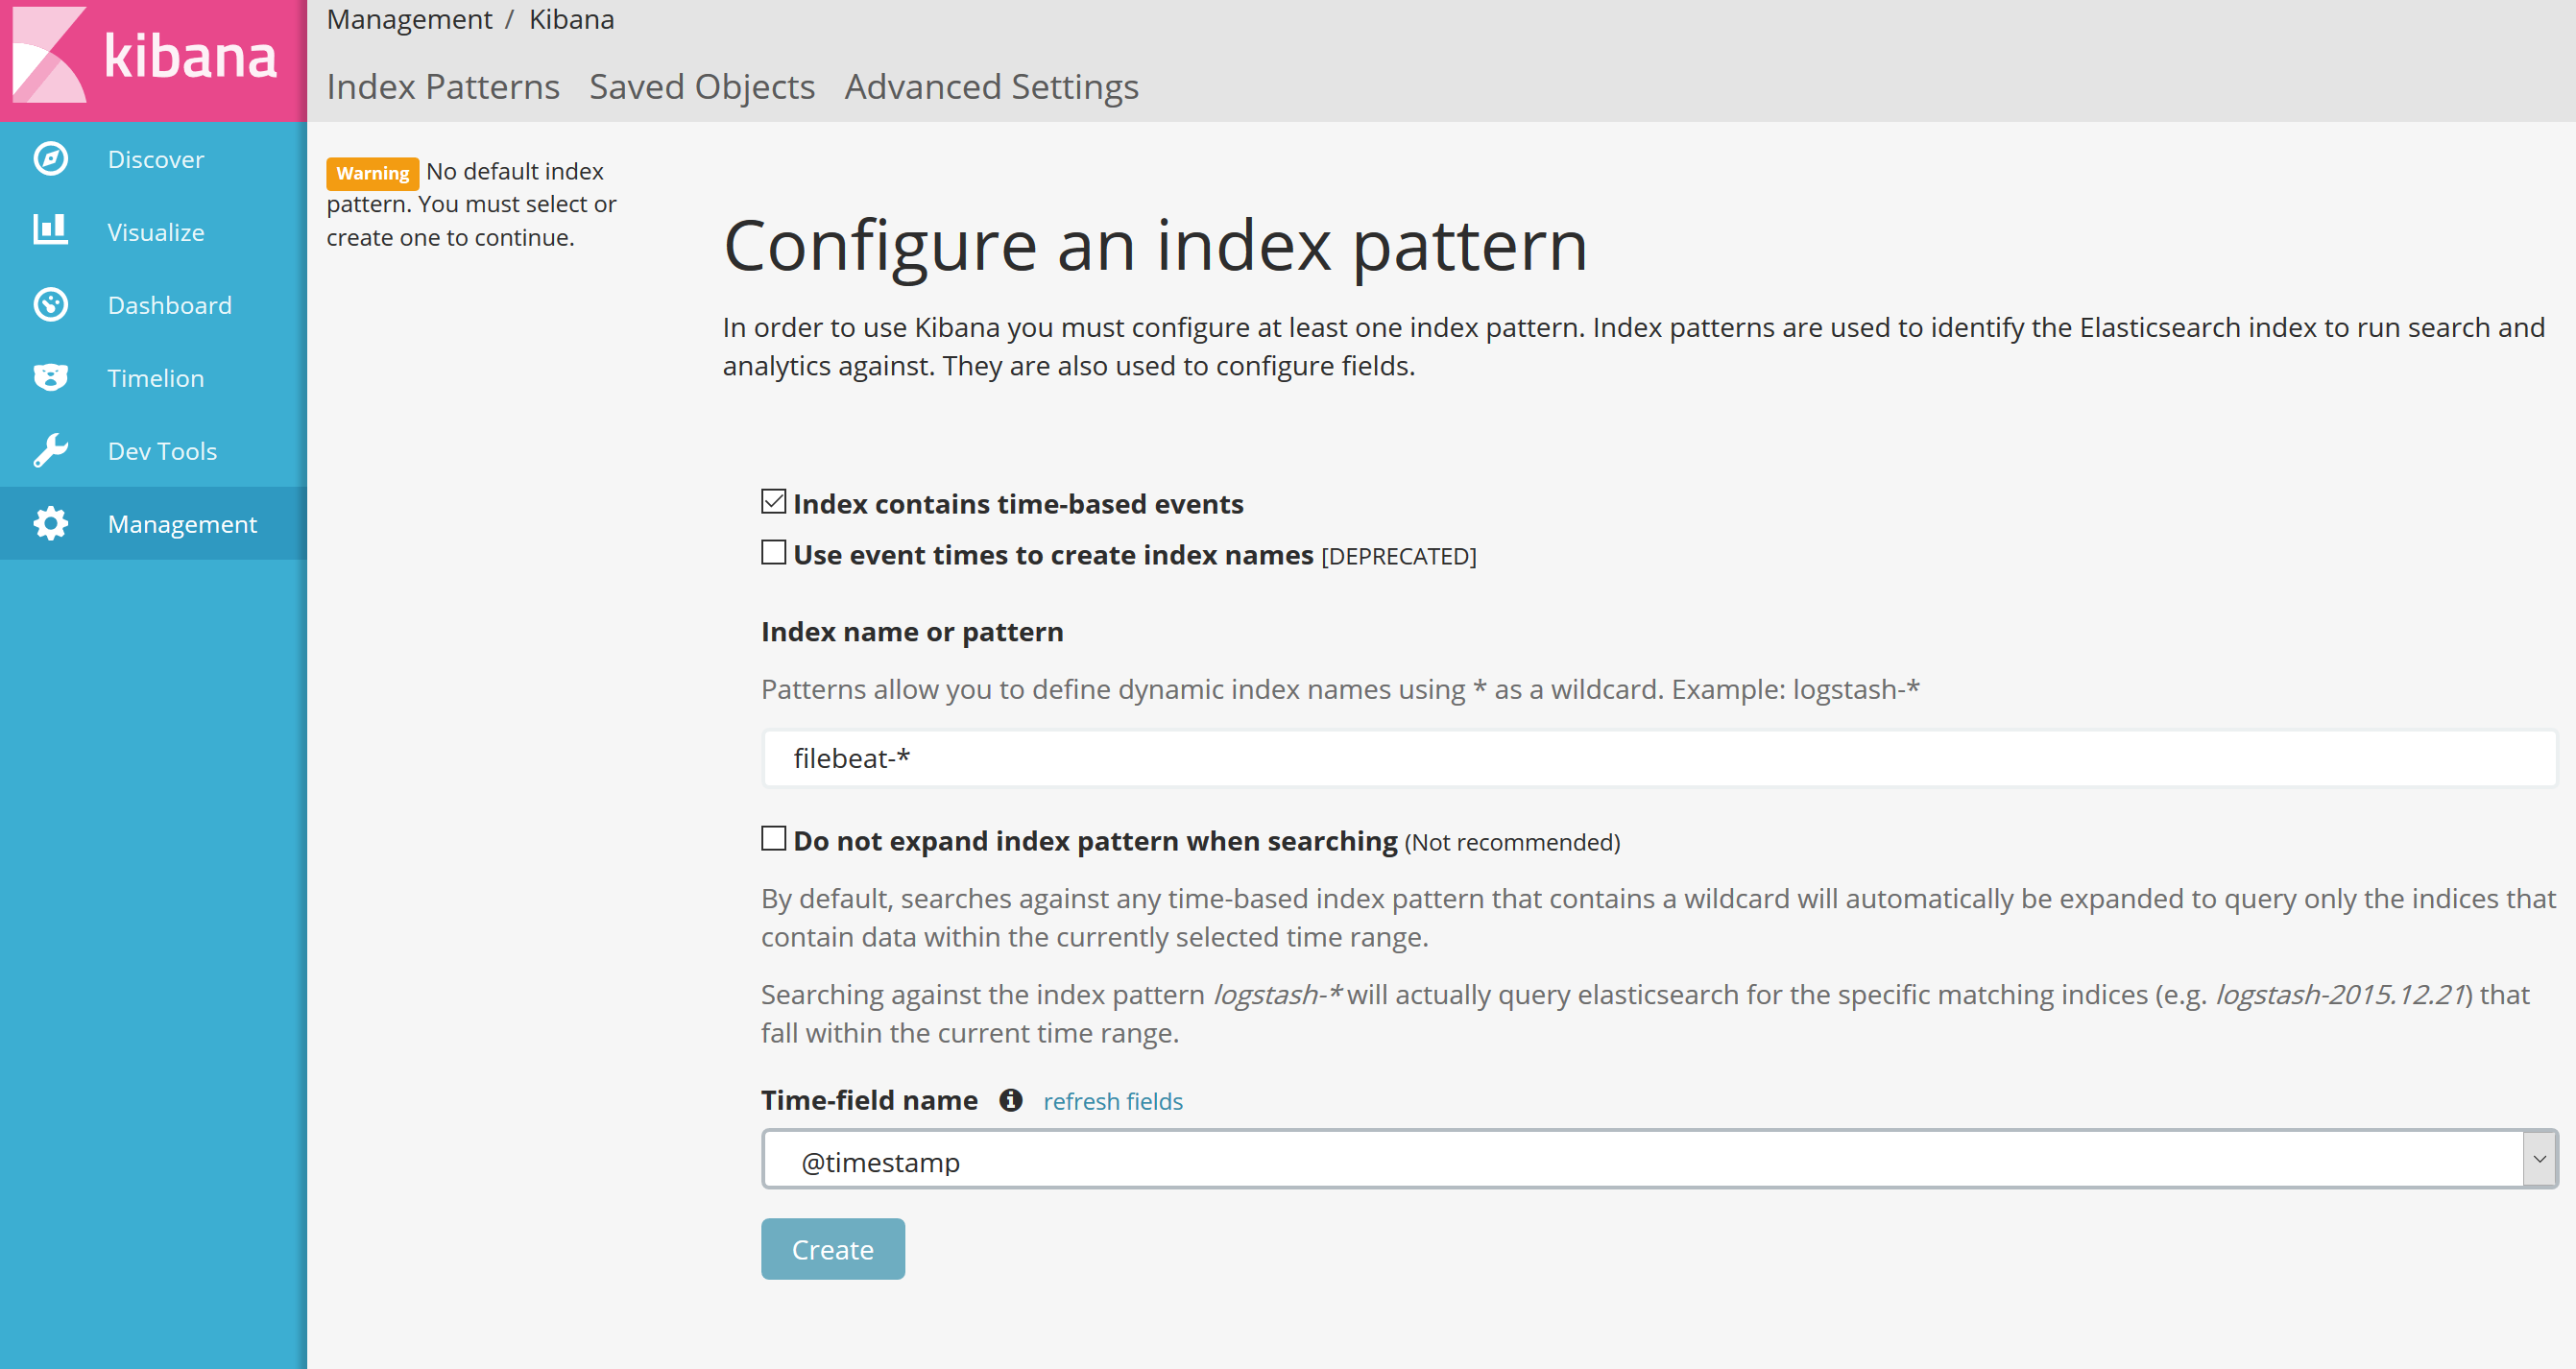 kibana
Management / Kibana
Index Patterns Saved Objects Advanced Settings
Discover
Visualize
Dashboard
Timelion
Dev Tools
Management
Warning No default index
pattern. You must select or
create one to continue.
Configure an index pattern
In order to use Kibana you must configure at least one index pattern. Index patterns are used to identify the Elasticsearch index to run search and
analytics against. They are also used to configure fields.
Index contains time-based events
Use event times to create index names [DEPRECATED]
Index name or pattern
Patterns allow you to define dynamic index names using * as a wildcard. Example: logstash-*
filebeat-*
Do not expand index pattern when searching (Not recommended)
By default, searches against any time-based index pattern that contains a wildcard will automatically be expanded to query only the indices that
contain data within the currently selected time range.
Searching against the index pattern logstash-* will actually query elasticsearch for the specific matching indices (e.g. logstash-2015.12.21) that
fall within the current time range.
Time-field name refresh fields
@timestamp
Create